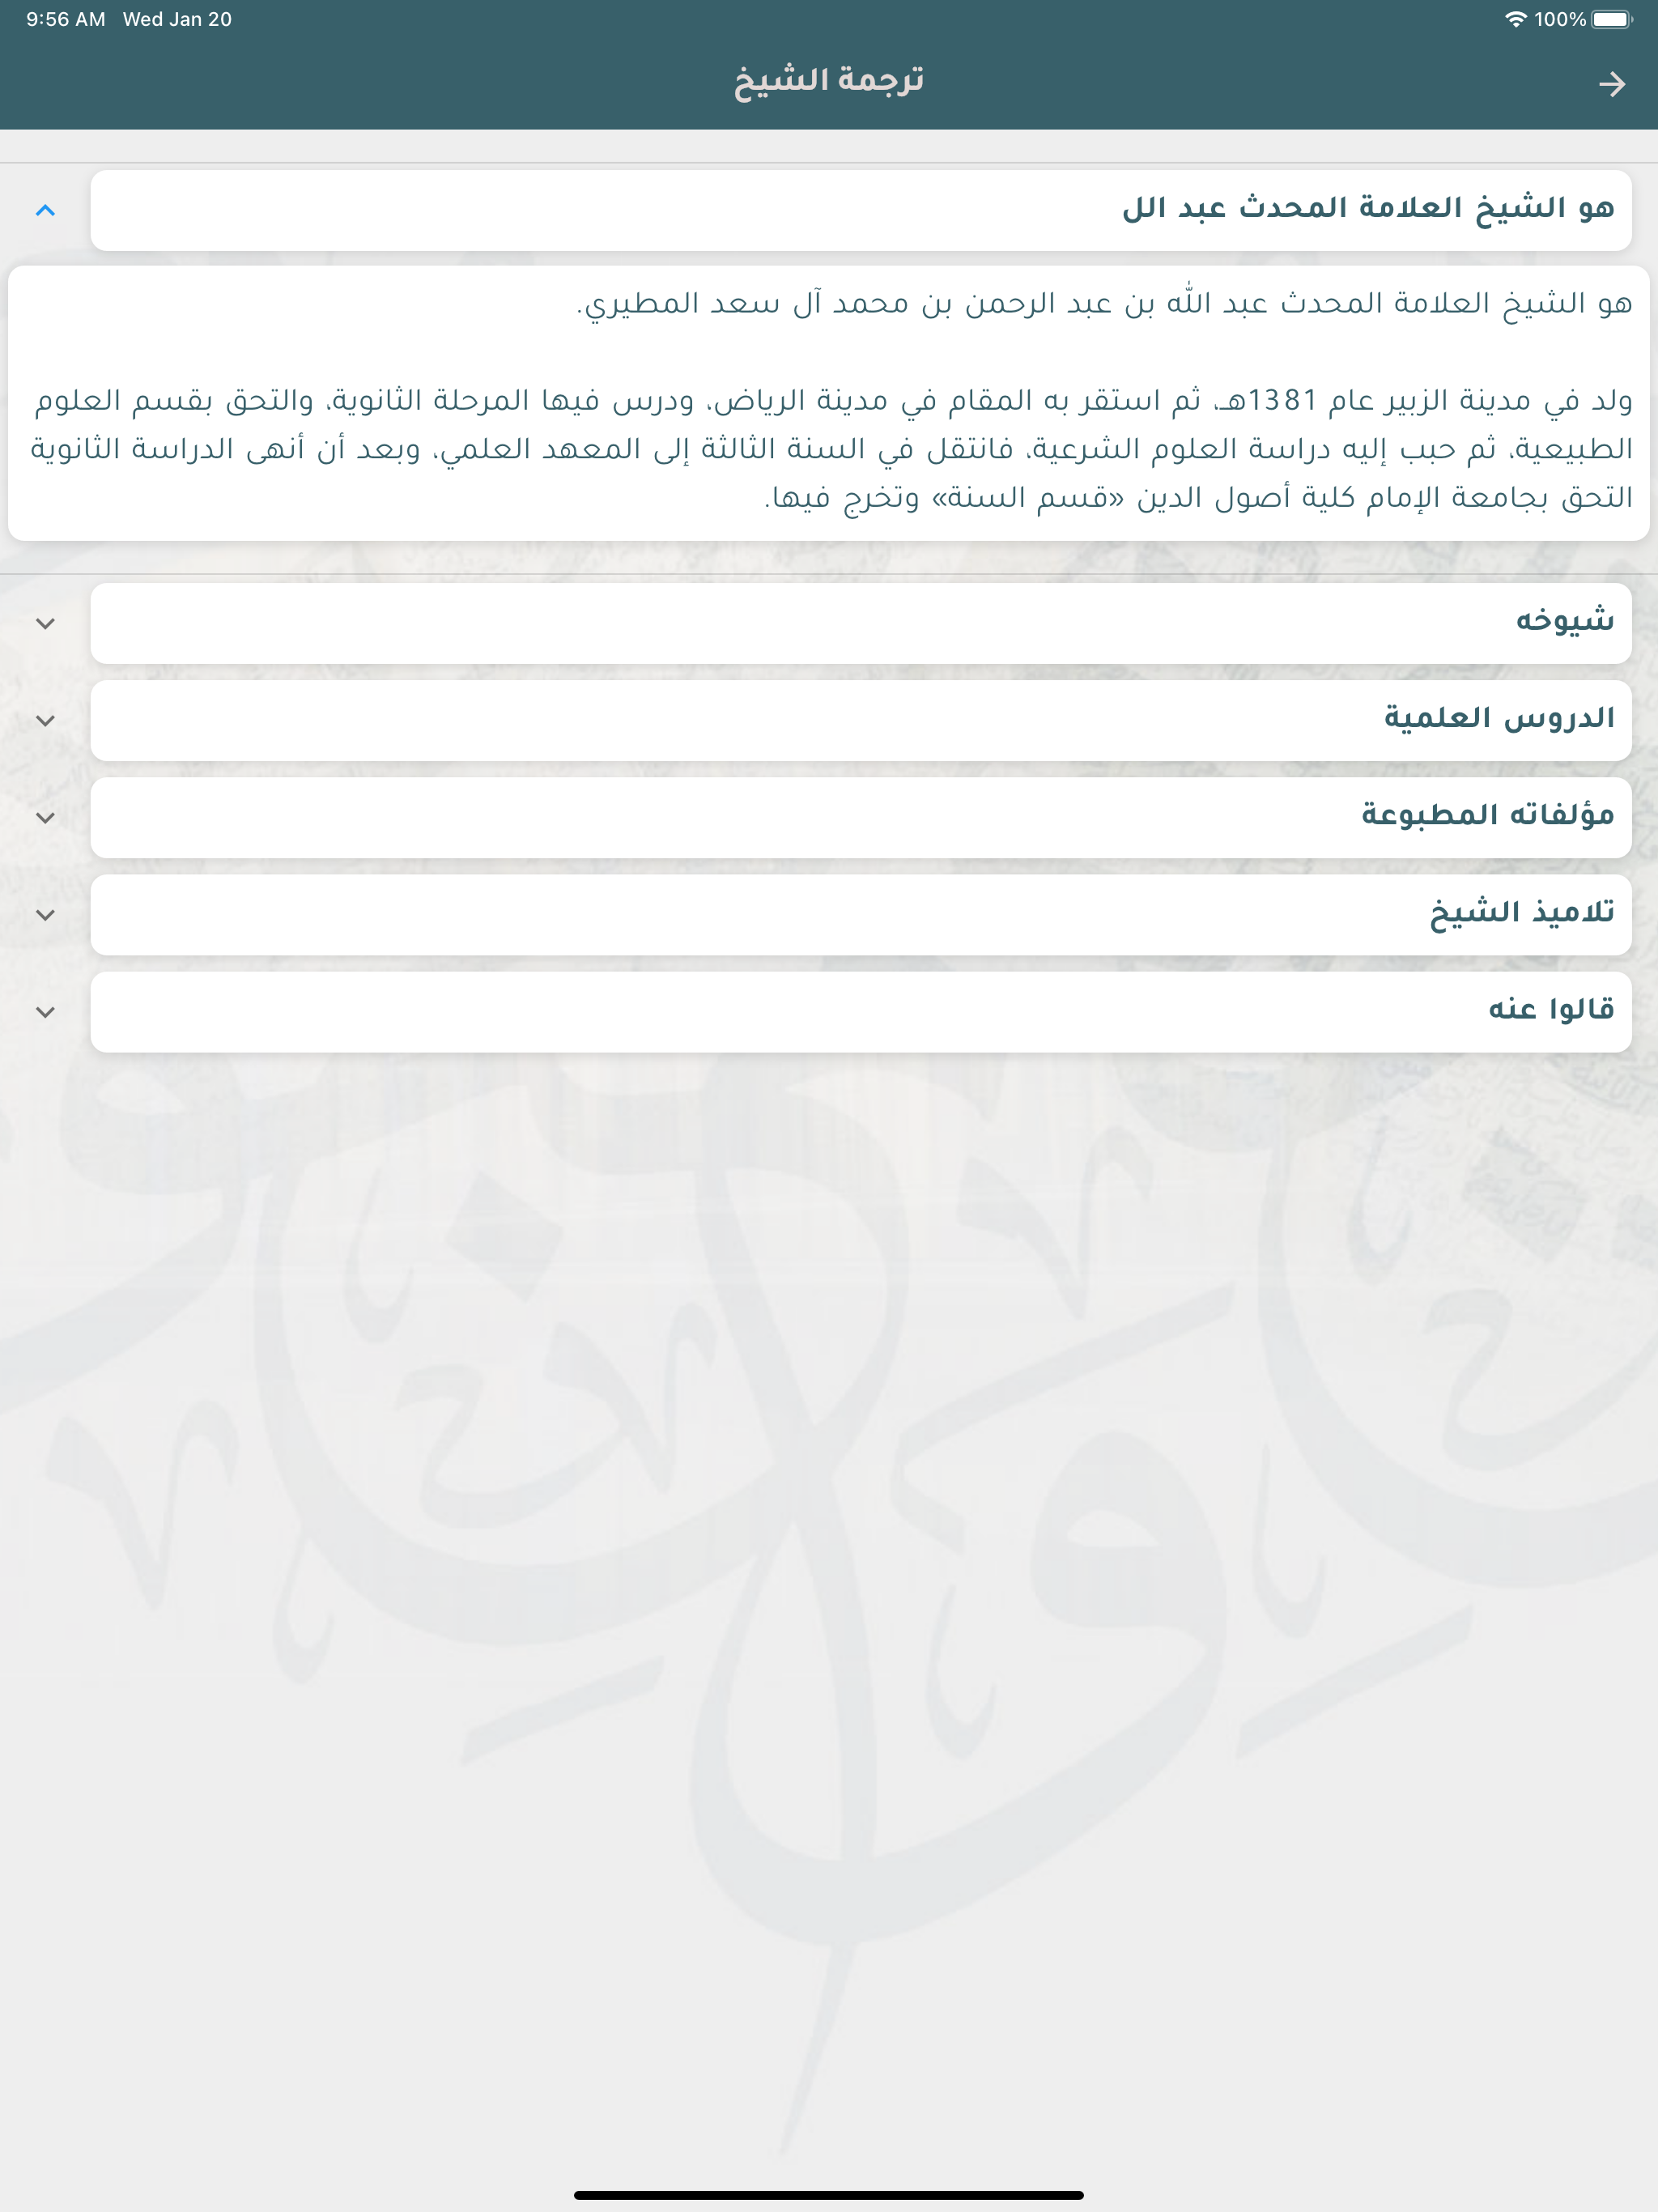 9:56 AM Wed Jan 20
100%
ترجمة الشيخ
هو الشيخ العلامة المحدث عبد الل
هو الشيخ العلامة المحدث عبد الله بن عبد الرحمن بن محمد آل سعد المطيري.
ولد في مدينة الزبير عام 1381هـ، ثم استقر به المقام في مدينة الرياض، ودرس فيها المرحلة الثانوية، والتحق بقسم العلوم
الطبيعية، ثم حبب إليه دراسة العلوم الشرعية، فانتقل في السنة الثالثة إلى المعهد العلمي، وبعد أن أنهى الدراسة الثانوية
التحق بجامعة الإمام كلية أصول الدين «قسم السنة» وتخرج فيها.
شيوخه
الدروس العلمية
مؤلفاته المطبوعة
تلاميذ الشيخ
قالوا عنه